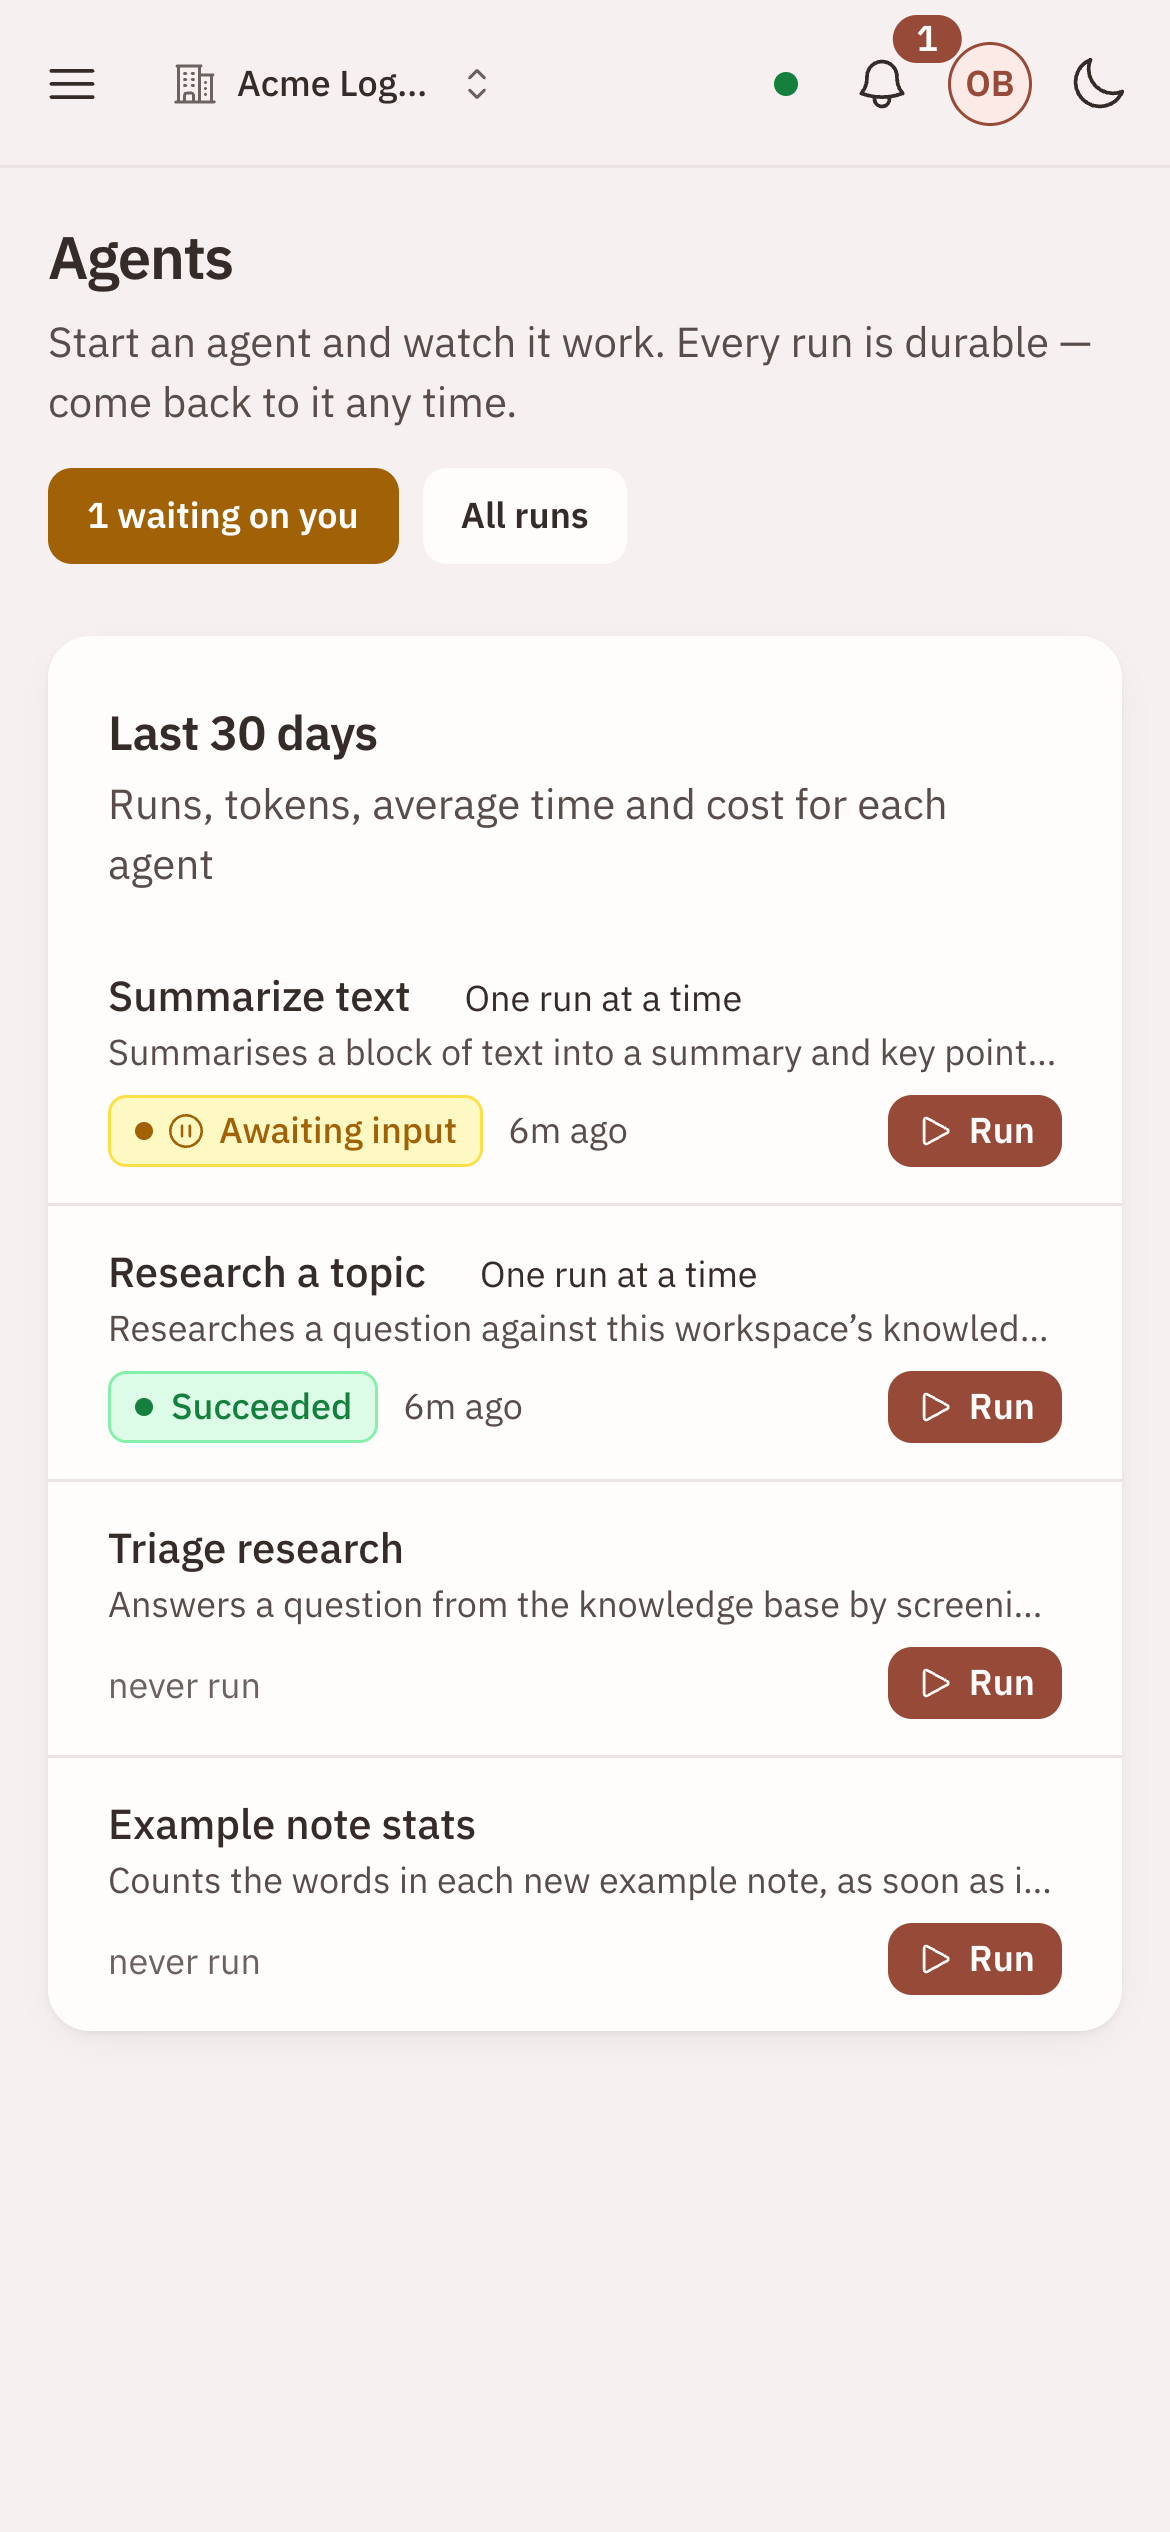 Acme Log...
1
OB
Agents
Start an agent and watch it work. Every run is durable —
come back to it any time.
1 waiting on you
All runs
Last 30 days
Runs, tokens, average time and cost for each
agent
Summarize text
One run at a time
Summarises a block of text into a summary and key point...
Awaiting input
6m ago
Run
Research a topic
One run at a time
Researches a question against this workspace’s knowled...
Succeeded
6m ago
Run
Triage research
Answers a question from the knowledge base by screeni...
never run
Run
Example note stats
Counts the words in each new example note, as soon as i...
never run
Run